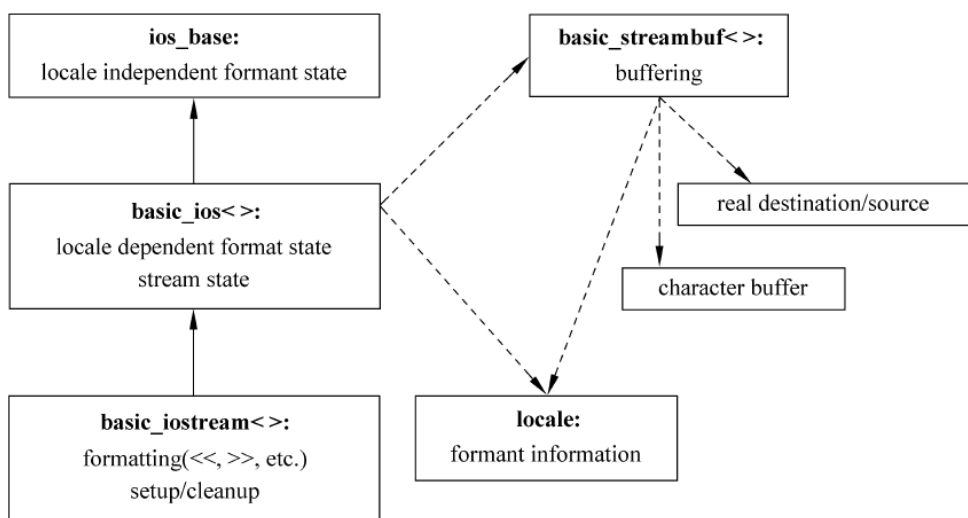 ios_base:
locale independent formant state
basic_streambuf< >:
buffering
basic_ios< >:
locale dependent format state
stream state
real destination/source
character buffer
basic_iostream< >:
formatting(<<, >>, etc.)
setup/cleanup
locale:
formant information